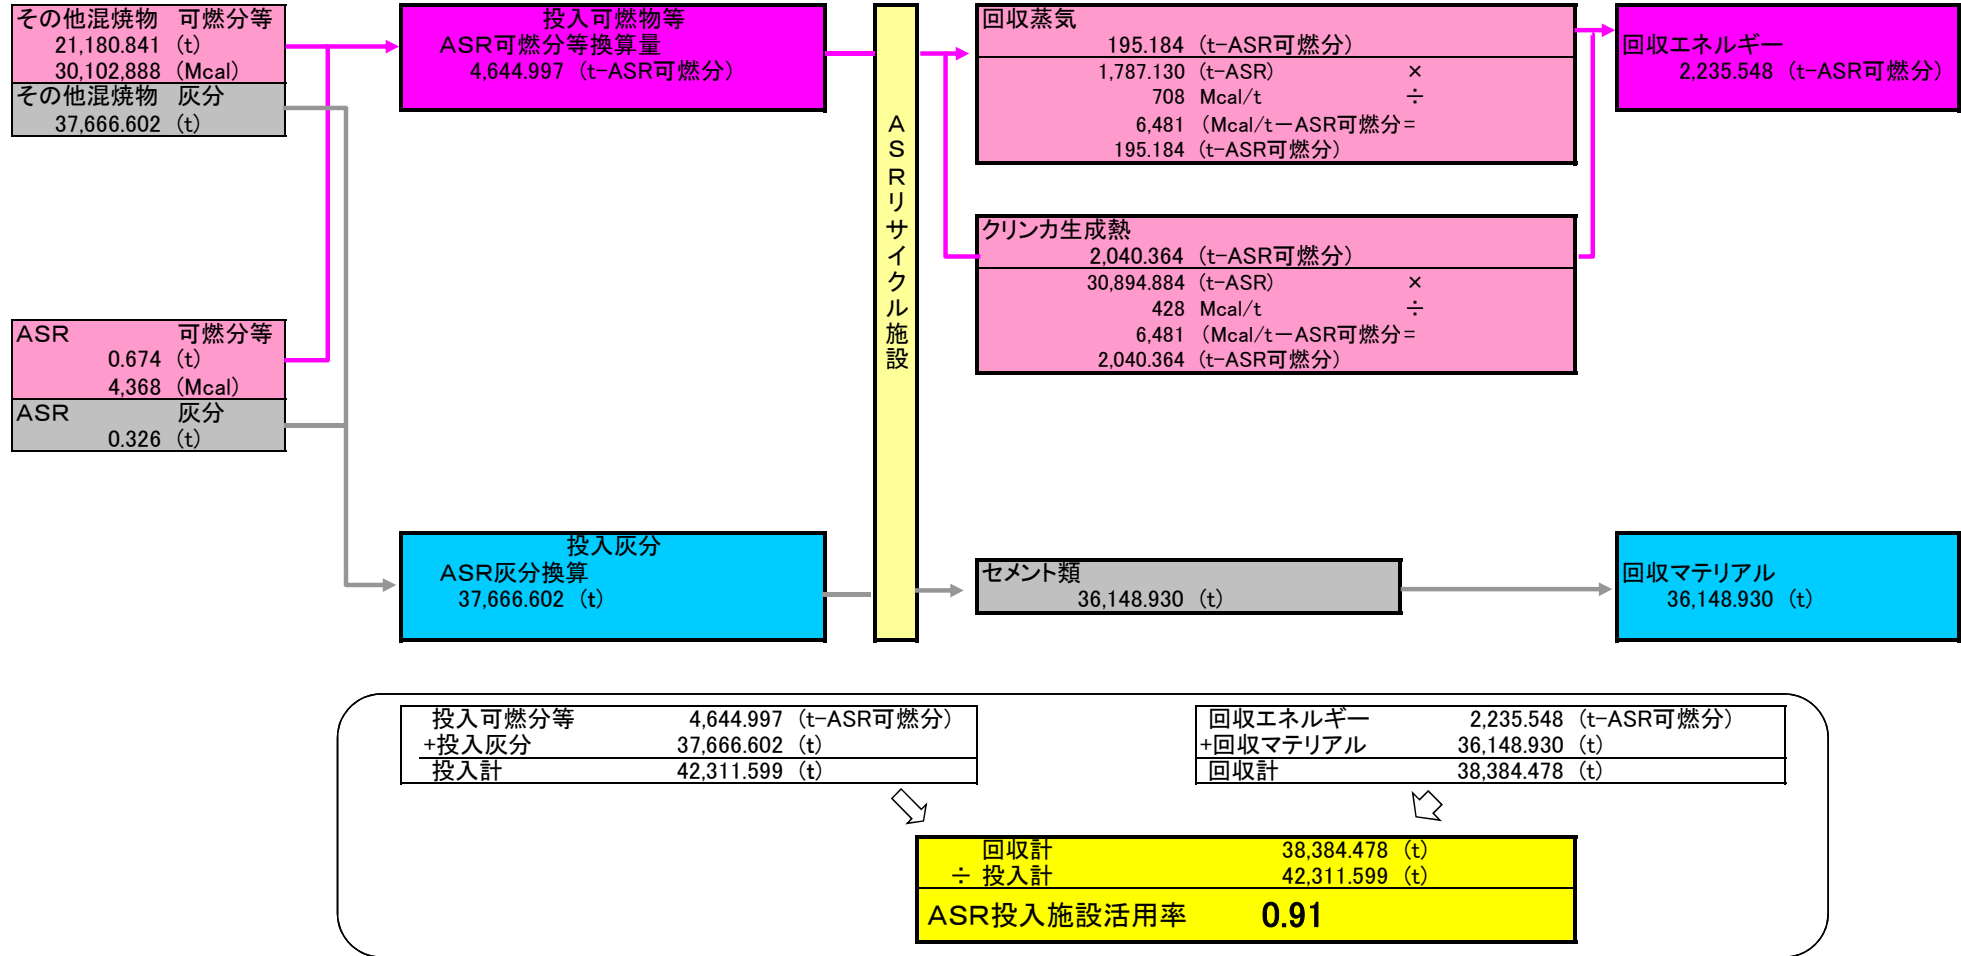 その他混焼物 可燃分等
21,180.841 (t)
30,102,888 (Mcal)
その他混焼物 灰分
37,666.602 (t)
ASR 可燃分等
0.674 (t)
4,368 (Mcal)
ASR 灰分
0.326 (t)
投入可燃物等
ASR可燃分等換算量
4,644.997 (t-ASR可燃分)
投入灰分
ASR灰分換算
37,666.602 (t)
ASRリサイクル施設
回収蒸気
195.184 (t-ASR可燃分)
1,787.130 (t-ASR) ×
708 Mcal/t ÷
6,481 (Mcal/t-ASR可燃分=
195.184 (t-ASR可燃分)
クリンカ生成熱
2,040.364 (t-ASR可燃分)
30,894.884 (t-ASR) ×
428 Mcal/t ÷
6,481 (Mcal/t-ASR可燃分=
2,040.364 (t-ASR可燃分)
セメント類
36,148.930 (t)
回収エネルギー
2,235.548 (t-ASR可燃分)
回収マテリアル
36,148.930 (t)
投入可燃分等 4,644.997 (t-ASR可燃分)
+投入灰分 37,666.602 (t)
投入計 42,311.599 (t)
回収エネルギー 2,235.548 (t-ASR可燃分)
+回収マテリアル 36,148.930 (t)
回収計 38,384.478 (t)
回収計 38,384.478 (t)
÷ 投入計 42,311.599 (t)
ASR投入施設活用率 0.91